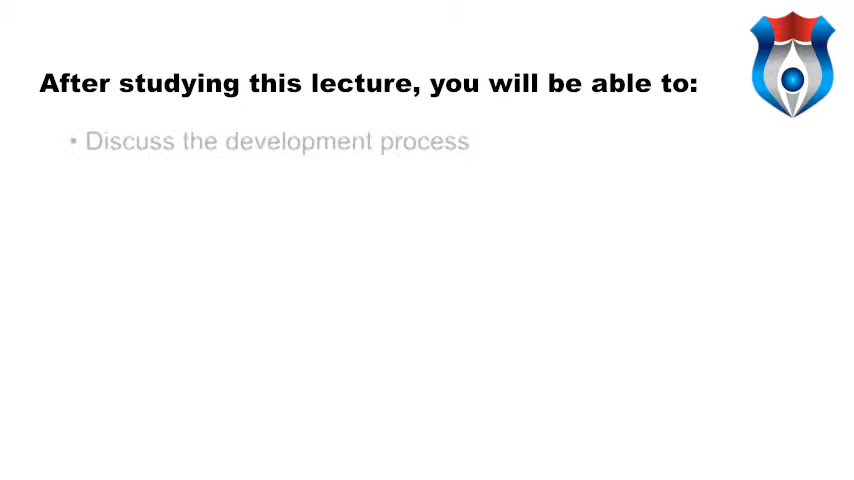 After studying this lecture, you will be able to:
• Discuss the development process